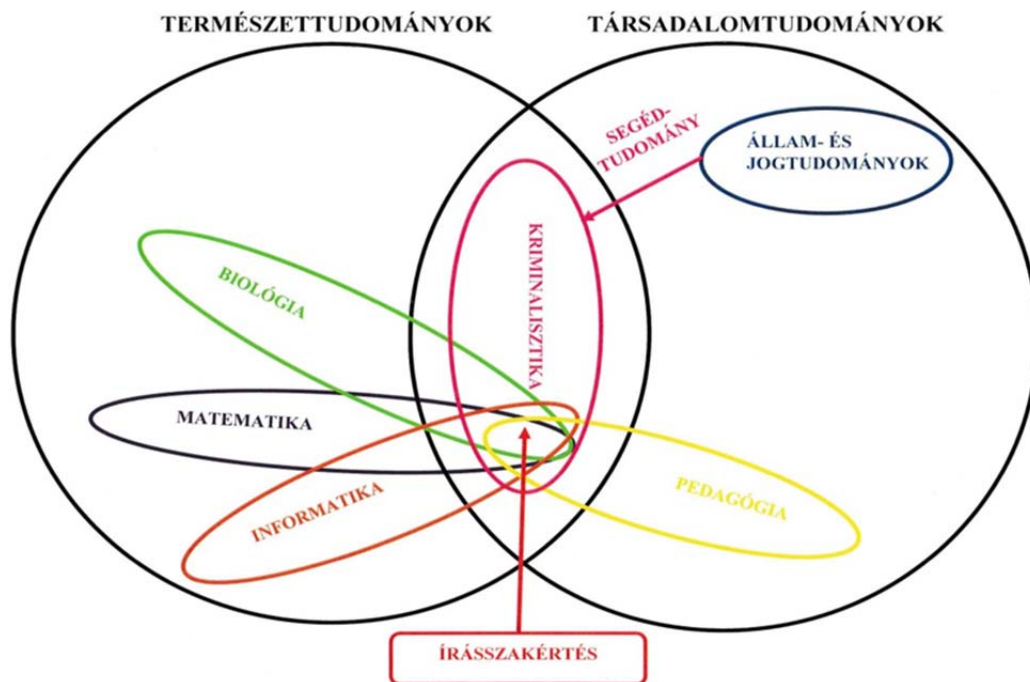 TERMÉSZETTUDOMÁNYOK
TÁRSADALOMTUDOMÁNYOK
SEGÉD-
TUDOMÁNY
ÁLLAM- ÉS
JOGTUDOMÁNYOK
KRIMINALISZTIKA
BIOLÓGIA
MATEMATIKA
INFORMATIKA
PEDAGÓGIA
ÍRÁSSZAKÉRTÉS